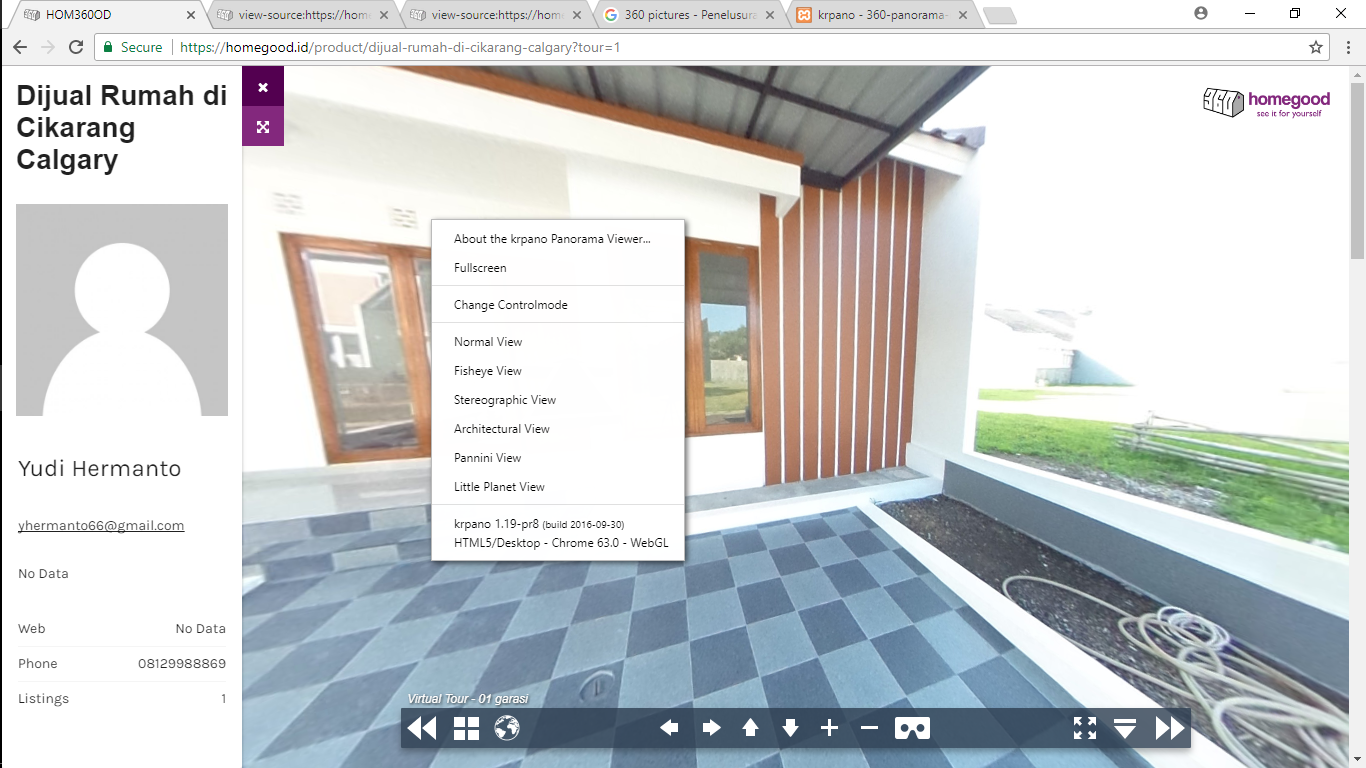 HOM360OD
view-source:https://home
view-source:https://home
360 pictures - Penelusura
krpano - 360-panorama-
Secure
https://homegood.id/product/dijual-rumah-di-cikarang-calgary?tour=1
Dijual Rumah di
Cikarang
Calgary
360 homegood
see it for yourself
About the krpano Panorama Viewer...
Fullscreen
Change Controlmode
Normal View
Fisheye View
Stereographic View
Architectural View
Pannini View
Little Planet View
krpano 1.19-pr8 (build 2016-09-30)
HTML5/Desktop - Chrome 63.0 - WebGL
Yudi Hermanto
yhermanto66@gmail.com
No Data
Web No Data
Phone 08129988869
Listings 1
Virtual Tour - 01 garasi